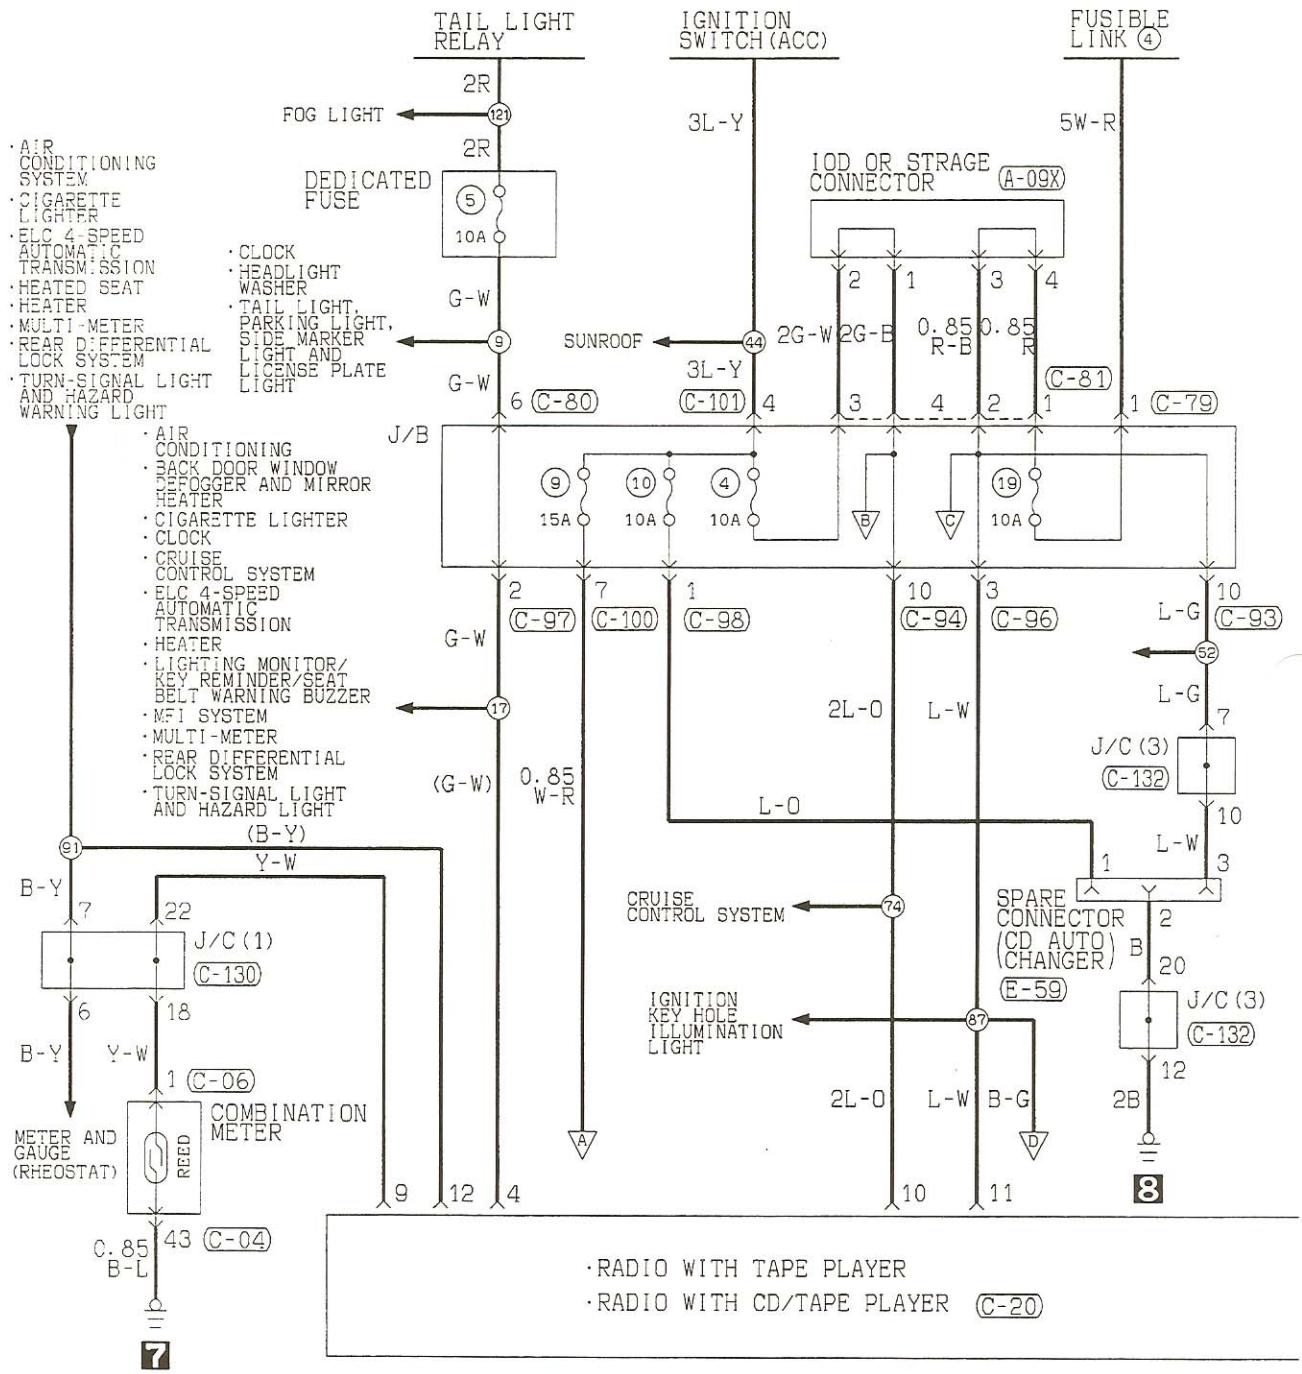 TAIL LIGHT
RELAY
IGNITION
SWITCH(ACC)
FUSIBLE
LINK ④
2R
FOG LIGHT
121
3L-Y
5W-R
2R
· AIR
CONDITIONING
SYSTEM
· CIGARETTE
LIGHTER
· ELC 4-SPEED
AUTOMATIC
TRANSMISSION
· HEATED SEAT
· HEATER
· MULTI-METER
· REAR DIFFERENTIAL
LOCK SYSTEM
· TURN-SIGNAL LIGHT
AND HAZARD
WARNING LIGHT
DEDICATED
FUSE
5
10A
IOD OR STRAGE
CONNECTOR
A-09X
· CLOCK
· HEADLIGHT
WASHER
· TAIL LIGHT,
PARKING LIGHT,
SIDE MARKER
LIGHT AND
LICENSE PLATE
LIGHT
G-W
9
G-W
SUNROOF
44
3L-Y
2 1 3 4
2G-W 2G-B 0.85 R-B 0.85 R
C-81
6 C-80
C-101 4
3 4 2 1
1 C-79
J/B
9
15A
10
10A
4
10A
B
C
19
10A
· AIR
CONDITIONING
· BACK DOOR WINDOW
DEFOGGER AND MIRROR
HEATER
· CIGARETTE LIGHTER
· CLOCK
· CRUISE
CONTROL SYSTEM
· ELC 4-SPEED
AUTOMATIC
TRANSMISSION
· HEATER
· LIGHTING MONITOR/
KEY REMINDER/SEAT
BELT WARNING BUZZER
· MFI SYSTEM
· MULTI-METER
· REAR DIFFERENTIAL
LOCK SYSTEM
· TURN-SIGNAL LIGHT
AND HAZARD LIGHT
2 C-97
7 C-100
1 C-98
10 C-94
3 C-96
10 C-93
G-W
L-G
52
17
L-G
2L-O
L-W
7
J/C(3)
C-132
(G-W)
0.85
W-R
L-O
10
L-W
(B-Y)
91
Y-W
1 3
B-Y
7 22
J/C(1)
C-130
CRUISE
CONTROL SYSTEM
74
SPARE
CONNECTOR
(CD AUTO
CHANGER)
E-59
2
B
20
J/C(3)
C-132
6 18
IGNITION
KEY HOLE
ILLUMINATION
LIGHT
87
B-Y
Y-W
12
1 C-06
COMBINATION
METER
REED
2L-O
L-W
B-G
2B
METER AND
GAUGE
(RHEOSTAT)
A
D
8
9 12 4 10 11
43 C-04
0.85
B-L
7
·RADIO WITH TAPE PLAYER
·RADIO WITH CD/TAPE PLAYER C-20